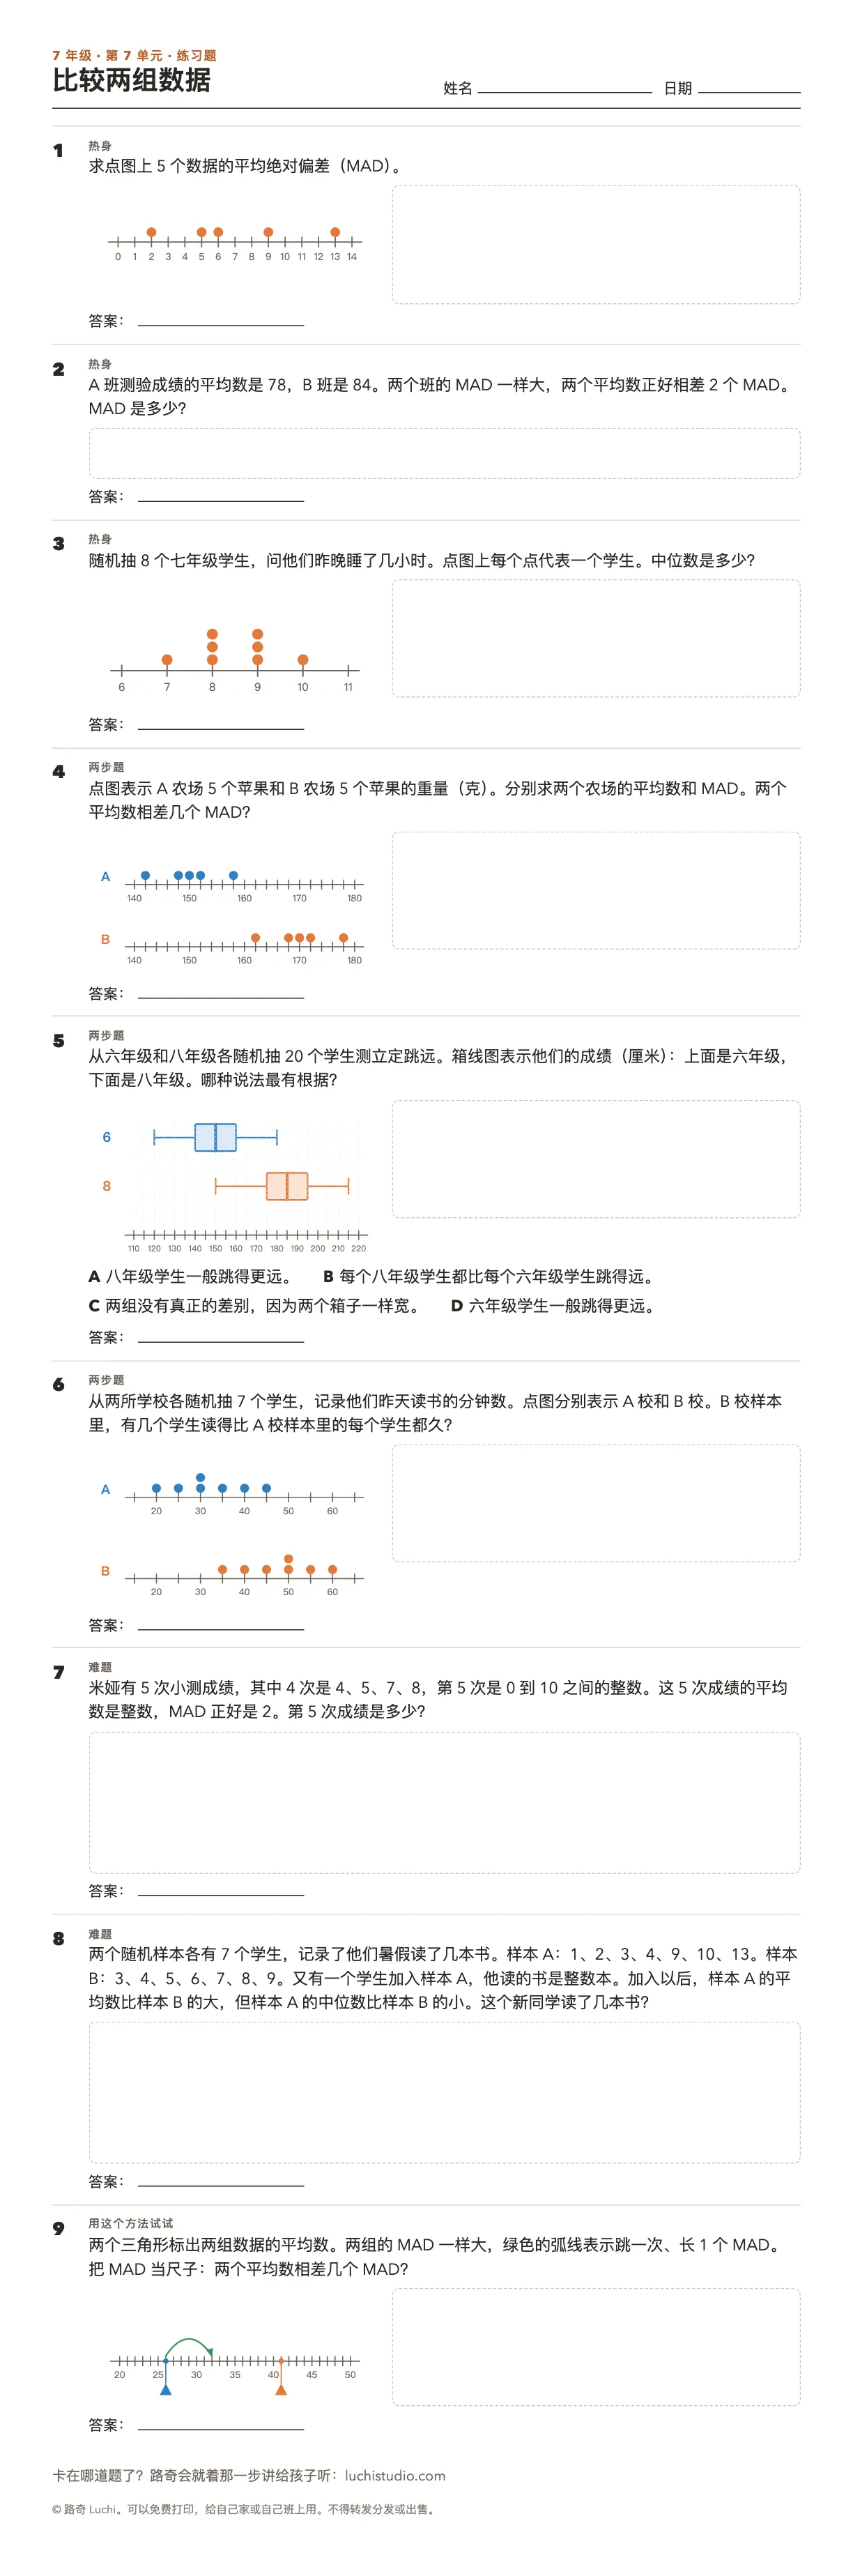 7 年级 · 第 7 单元 · 练习题
比较两组数据
姓名 日期
1 热身
求点图上 5 个数据的平均绝对偏差（MAD）。
0 1 2 3 4 5 6 7 8 9 10 11 12 13 14
答案：
2 热身
A 班测验成绩的平均数是 78，B 班是 84。两个班的 MAD 一样大，两个平均数正好相差 2 个 MAD。
MAD 是多少？
答案：
3 热身
随机抽 8 个七年级学生，问他们昨晚睡了几小时。点图上每个点代表一个学生。中位数是多少？
6 7 8 9 10 11
答案：
4 两步题
点图表示 A 农场 5 个苹果和 B 农场 5 个苹果的重量（克）。分别求两个农场的平均数和 MAD。两个
平均数相差几个 MAD？
A
140 150 160 170 180
B
140 150 160 170 180
答案：
5 两步题
从六年级和八年级各随机抽 20 个学生测立定跳远。箱线图表示他们的成绩（厘米）：上面是六年级，
下面是八年级。哪种说法最有根据？
6
8
110 120 130 140 150 160 170 180 190 200 210 220
A 八年级学生一般跳得更远。 B 每个八年级学生都比每个六年级学生跳得远。
C 两组没有真正的差别，因为两个箱子一样宽。 D 六年级学生一般跳得更远。
答案：
6 两步题
从两所学校各随机抽 7 个学生，记录他们昨天读书的分钟数。点图分别表示 A 校和 B 校。B 校样本
里，有几个学生读得比 A 校样本里的每个学生都久？
A
20 30 40 50 60
B
20 30 40 50 60
答案：
7 难题
米娅有 5 次小测成绩，其中 4 次是 4、5、7、8，第 5 次是 0 到 10 之间的整数。这 5 次成绩的平均
数是整数，MAD 正好是 2。第 5 次成绩是多少？
答案：
8 难题
两个随机样本各有 7 个学生，记录了他们暑假读了几本书。样本 A：1、2、3、4、9、10、13。样本
B：3、4、5、6、7、8、9。又有一个学生加入样本 A，他读的书是整数本。加入以后，样本 A 的平
均数比样本 B 的大，但样本 A 的中位数比样本 B 的小。这个新同学读了几本书？
答案：
9 用这个方法试试
两个三角形标出两组数据的平均数。两组的 MAD 一样大，绿色的弧线表示跳一次、长 1 个 MAD。
把 MAD 当尺子：两个平均数相差几个 MAD？
20 25 30 35 40 45 50
答案：
卡在哪道题了？路奇会就着那一步讲给孩子听：luchistudio.com
© 路奇 Luchi。可以免费打印，给自己家或自己班上用。不得转发分发或出售。